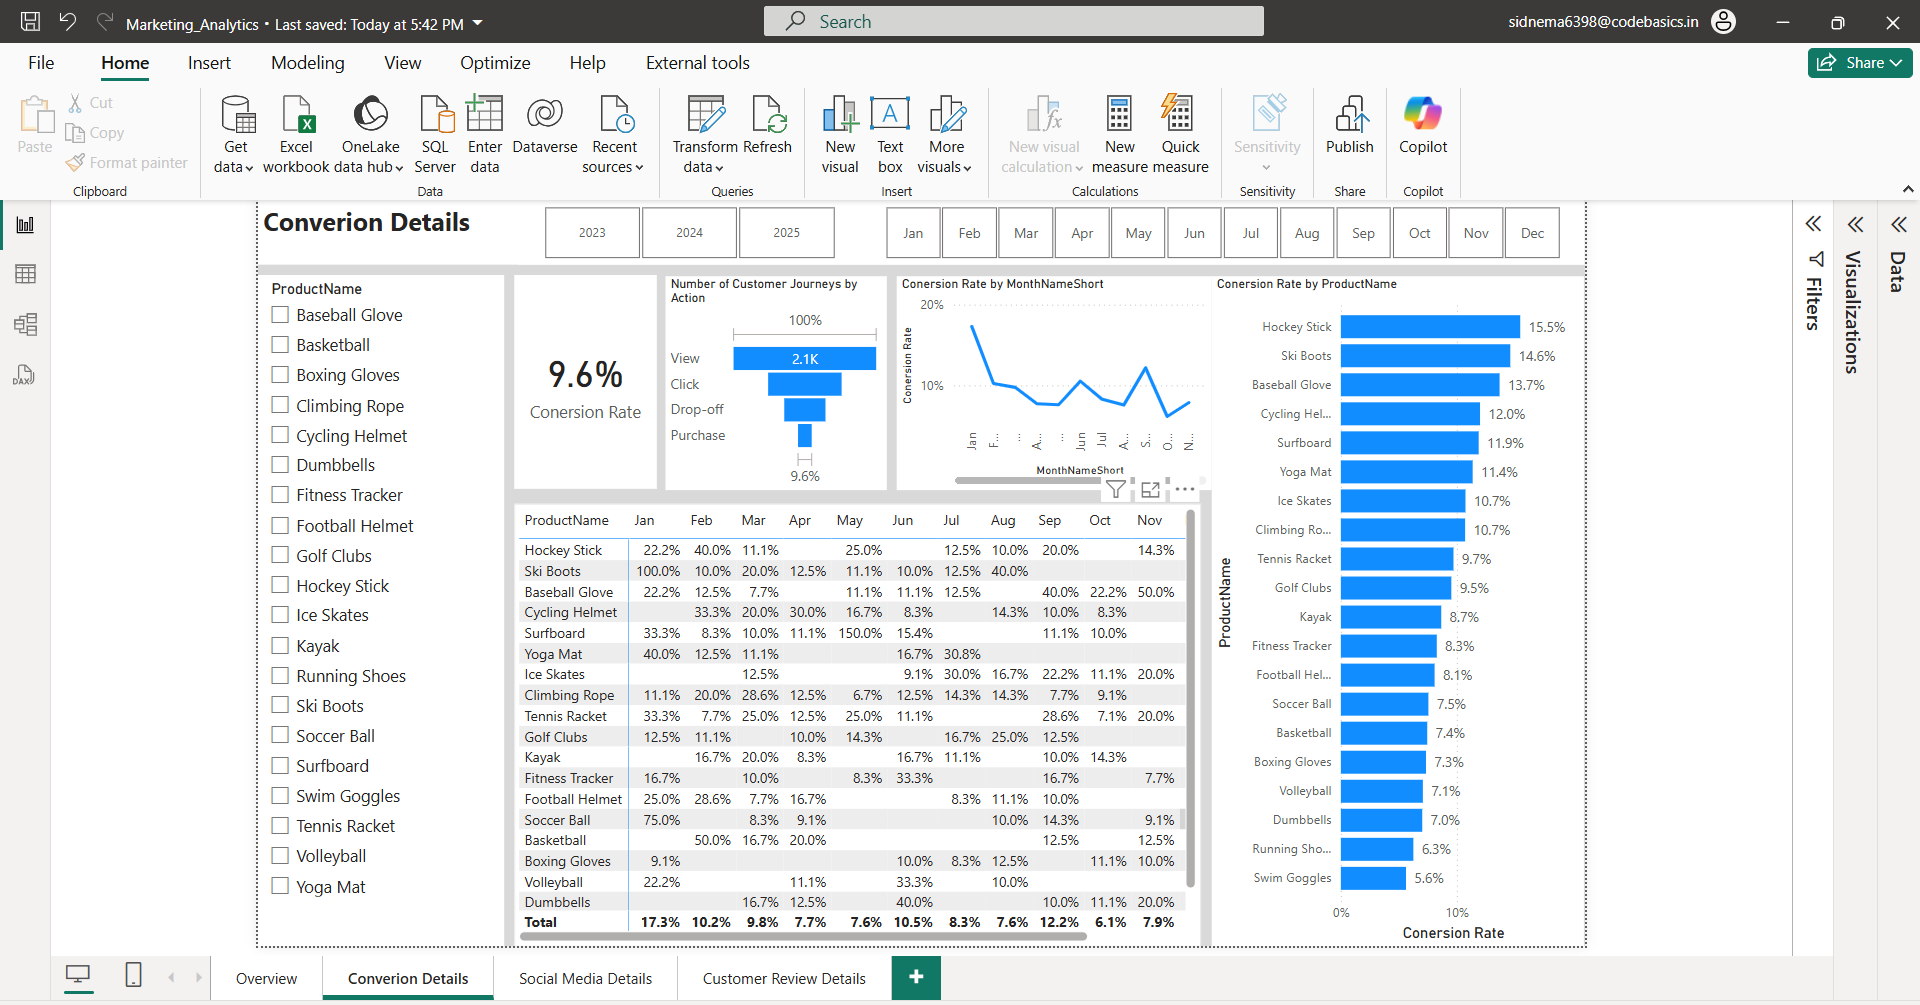 Marketing_Analytics • Last saved: Today at 5:42 PM
Search
sidnema6398@codebasics.in
File Home Insert Modeling View Optimize Help External tools
Share
Paste
Cut
Copy
Format painter
Clipboard
Get data
Excel workbook
OneLake data hub
SQL Server
Enter data
Dataverse
Recent sources
Data
Transform data
Refresh
Queries
New visual
Text box
More visuals
Insert
New visual calculation
New measure
Quick measure
Calculations
Sensitivity
Sensitivity
Publish
Share
Copilot
Copilot
Converion Details
2023 2024 2025
Jan Feb Mar Apr May Jun Jul Aug Sep Oct Nov Dec
ProductName
Baseball Glove
Basketball
Boxing Gloves
Climbing Rope
Cycling Helmet
Dumbbells
Fitness Tracker
Football Helmet
Golf Clubs
Hockey Stick
Ice Skates
Kayak
Running Shoes
Ski Boots
Soccer Ball
Surfboard
Swim Goggles
Tennis Racket
Volleyball
Yoga Mat
9.6%
Conersion Rate
Number of Customer Journeys by
Action
100%
View 2.1K
Click
Drop-off
Purchase
9.6%
Conersion Rate by MonthNameShort
20%
10%
Conersion Rate
Jan F... ... A... ... Jun Jul A... S... O... N...
MonthNameShort
ProductName Jan Feb Mar Apr May Jun Jul Aug Sep Oct Nov
Hockey Stick 22.2% 40.0% 11.1% 25.0% 12.5% 10.0% 20.0% 14.3%
Ski Boots 100.0% 10.0% 20.0% 12.5% 11.1% 10.0% 12.5% 40.0%
Baseball Glove 22.2% 12.5% 7.7% 11.1% 11.1% 12.5% 40.0% 22.2% 50.0%
Cycling Helmet 33.3% 20.0% 30.0% 16.7% 8.3% 14.3% 10.0% 8.3%
Surfboard 33.3% 8.3% 10.0% 11.1% 150.0% 15.4% 11.1% 10.0%
Yoga Mat 40.0% 12.5% 11.1% 16.7% 30.8%
Ice Skates 12.5% 9.1% 30.0% 16.7% 22.2% 11.1% 20.0%
Climbing Rope 11.1% 20.0% 28.6% 12.5% 6.7% 12.5% 14.3% 14.3% 7.7% 9.1%
Tennis Racket 33.3% 7.7% 25.0% 12.5% 25.0% 11.1% 28.6% 7.1% 20.0%
Golf Clubs 12.5% 11.1% 10.0% 14.3% 16.7% 25.0% 12.5%
Kayak 16.7% 20.0% 8.3% 16.7% 11.1% 10.0% 14.3%
Fitness Tracker 16.7% 10.0% 8.3% 33.3% 16.7% 7.7%
Football Helmet 25.0% 28.6% 7.7% 16.7% 8.3% 11.1% 10.0%
Soccer Ball 75.0% 8.3% 9.1% 10.0% 14.3% 9.1%
Basketball 50.0% 16.7% 20.0% 12.5% 12.5%
Boxing Gloves 9.1% 10.0% 8.3% 12.5% 11.1% 10.0%
Volleyball 22.2% 11.1% 33.3% 10.0%
Dumbbells 16.7% 12.5% 40.0% 10.0% 11.1% 20.0%
Total 17.3% 10.2% 9.8% 7.7% 7.6% 10.5% 8.3% 7.6% 12.2% 6.1% 7.9%
Conersion Rate by ProductName
ProductName
Hockey Stick 15.5%
Ski Boots 14.6%
Baseball Glove 13.7%
Cycling Hel... 12.0%
Surfboard 11.9%
Yoga Mat 11.4%
Ice Skates 10.7%
Climbing Ro... 10.7%
Tennis Racket 9.7%
Golf Clubs 9.5%
Kayak 8.7%
Fitness Tracker 8.3%
Football Hel... 8.1%
Soccer Ball 7.5%
Basketball 7.4%
Boxing Gloves 7.3%
Volleyball 7.1%
Dumbbells 7.0%
Running Sho... 6.3%
Swim Goggles 5.6%
0% 10%
Conersion Rate
Filters
Visualizations
Data
DAX
Overview Converion Details Social Media Details Customer Review Details